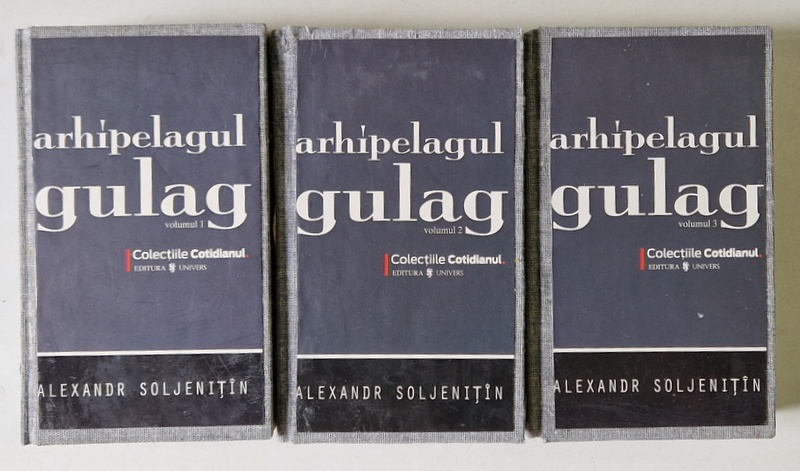 arhipelagul
gulag
volumul 1
Colecțiile Cotidianul.
EDITURA UNIVERS
ALEXANDR SOLJENIȚÎN
arhipelagul
gulag
volumul 2
Colecțiile Cotidianul.
EDITURA UNIVERS
ALEXANDR SOLJENIȚÎN
arhipelagul
gulag
volumul 3
Colecțiile Cotidianul.
EDITURA UNIVERS
ALEXANDR SOLJENIȚÎN